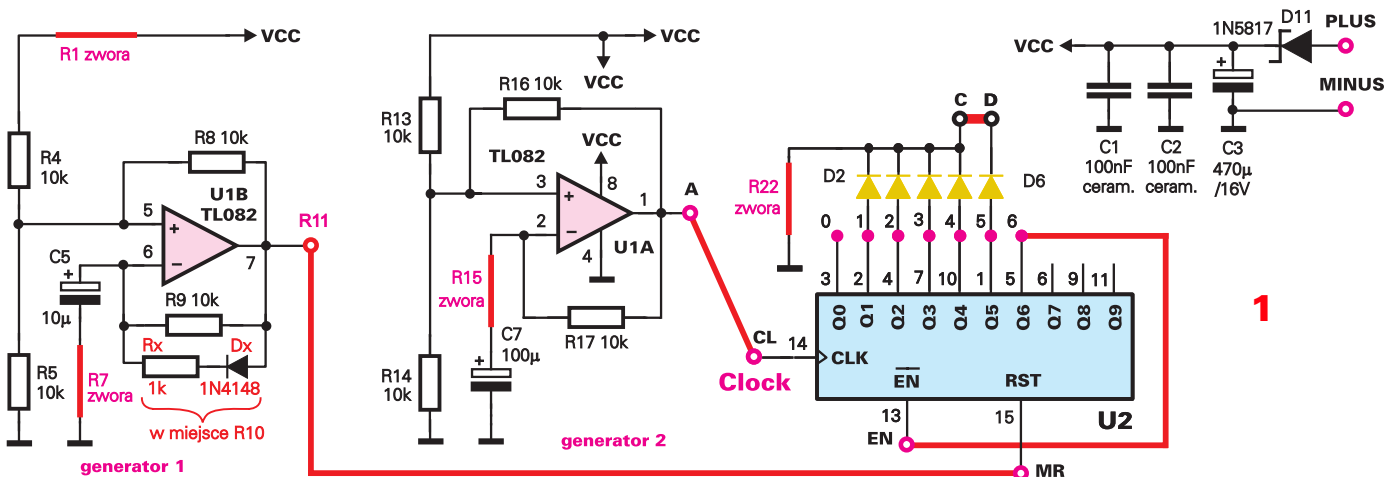 R1 zwora
VCC
R4
10k
R8 10k
U1B
TL082
5
+
6
–
7
R11
C5
+
10µ
R9 10k
Rx
Dx
1k
1N4148
R5
10k
R7
zwora
w miejsce R10
generator 1
VCC
VCC
R16 10k
R13
10k
TL082
VCC
3
+
8
1
A
2
–
4
U1A
R15
zwora
R17 10k
C7
+
100µ
R14
10k
generator 2
CL
14
Clock
C
D
D2
D6
R22
zwora
0
1
2
3
4
5
6
3
2
4
7
10
1
5
6
9
11
Q0
Q1
Q2
Q3
Q4
Q5
Q6
Q7
Q8
Q9
CLK
EN
RST
13
15
U2
EN
MR
VCC
1N5817
D11
PLUS
MINUS
+
C1
100nF
ceram.
C2
100nF
ceram.
C3
470µ
/16V
1